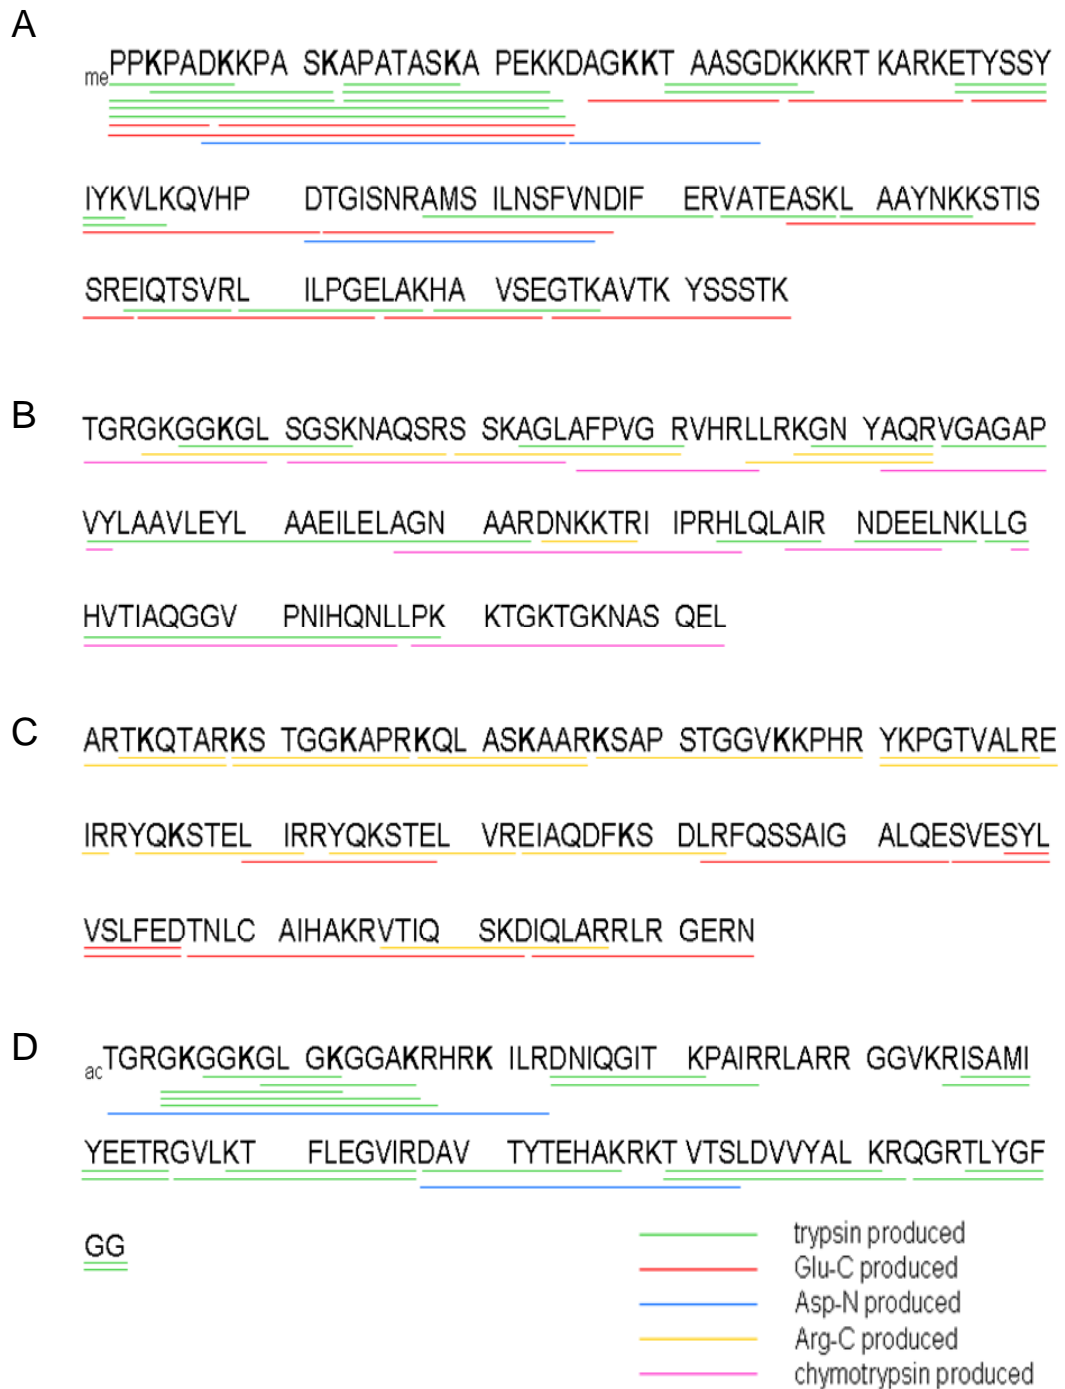 A
mePPKPADKKPA SKAPATASKA PEKKDAGKKT AASGDKKKRT KARKETYSSY
IYKVLKQVHP DTGISNRAMS ILNSFVNDIF ERVATEASKL AAYNKKSTIS
SREIQTSVRL ILPGELAKHA VSEGTKAVTK YSSSTK
B
TGRGKGGKGL SGSKNAQSRS SKAGLAFPVG RVHRLLRKGN YAQRVGAGAP
VYLAAVLEYL AAEILELAGN AARDNKKTRI IPRHLQLAIR NDEELNKLLG
HVTIAQGGV PNIHQNLLPK KTGKTGKNAS QEL
C
ARTKQTARKS TGGKAPRKQL ASKAARKSAP STGGVKKPHR YKPGTVALRE
IRRYQKSTEL IRRYQKSTEL VREIAQDFKS DLRFQSSAIG ALQESVESYL
VSLFEDTNLC AIHAKRVTIQ SKDIQLARRLR GERN
D
acTGRGKGGKGL GKGGAKRHRK ILRDNIQGIT KPAIRRLARR GGVKRISAMI
YEETRGVLKT FLEGVIRDAV TYTEHAKRKT VTSLDVVYAL KRQGRTLYGF
GG
trypsin produced
Glu-C produced
Asp-N produced
Arg-C produced
chymotrypsin produced